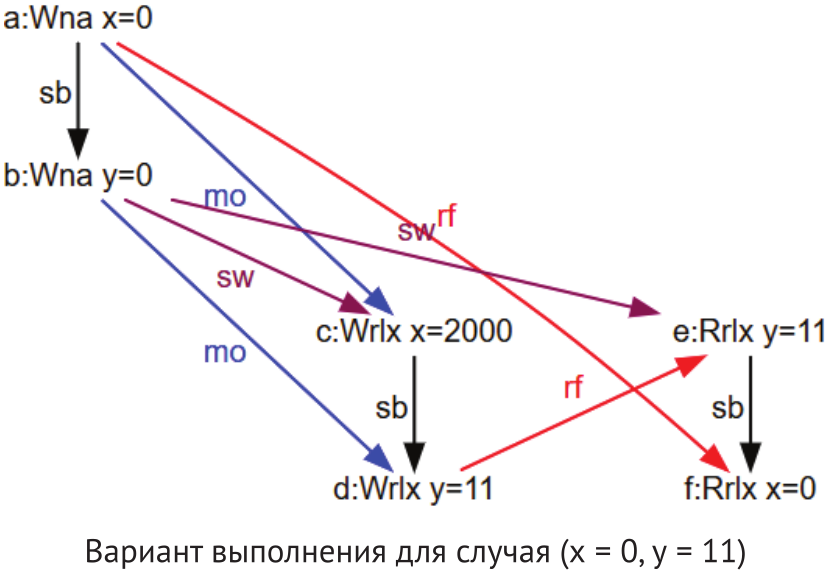 a:Wna x=0
sb
b:Wna y=0
mo
rf
sw
sw
mo
c:Wrlx x=2000
e:Rrlx y=11
rf
sb
sb
d:Wrlx y=11
f:Rrlx x=0
Вариант выполнения для случая (x = 0, y = 11)